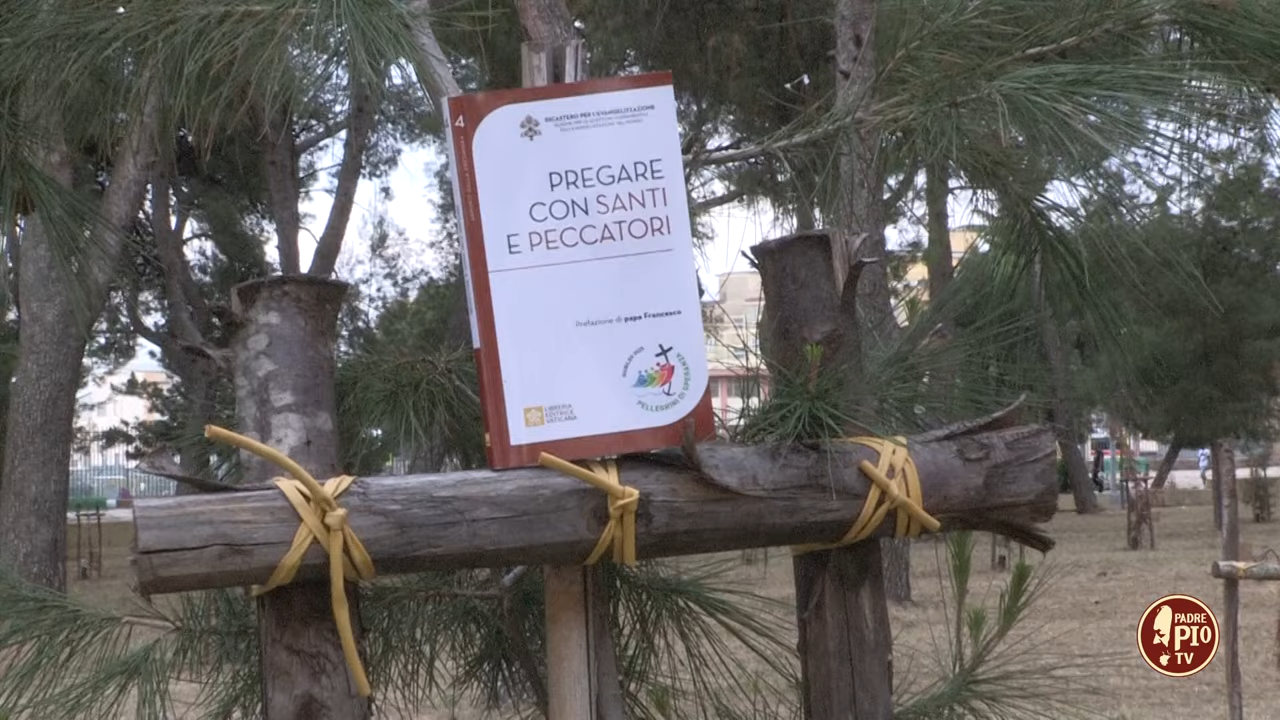 4
DICASTERO PER L'EVANGELIZZAZIONE
PREGARE
CON SANTI
E PECCATORI
Prefazione di papa Francesco
PELLEGRINI DI SPERANZA
LIBRERIA
EDITRICE
VATICANA
PADRE
PIO
TV